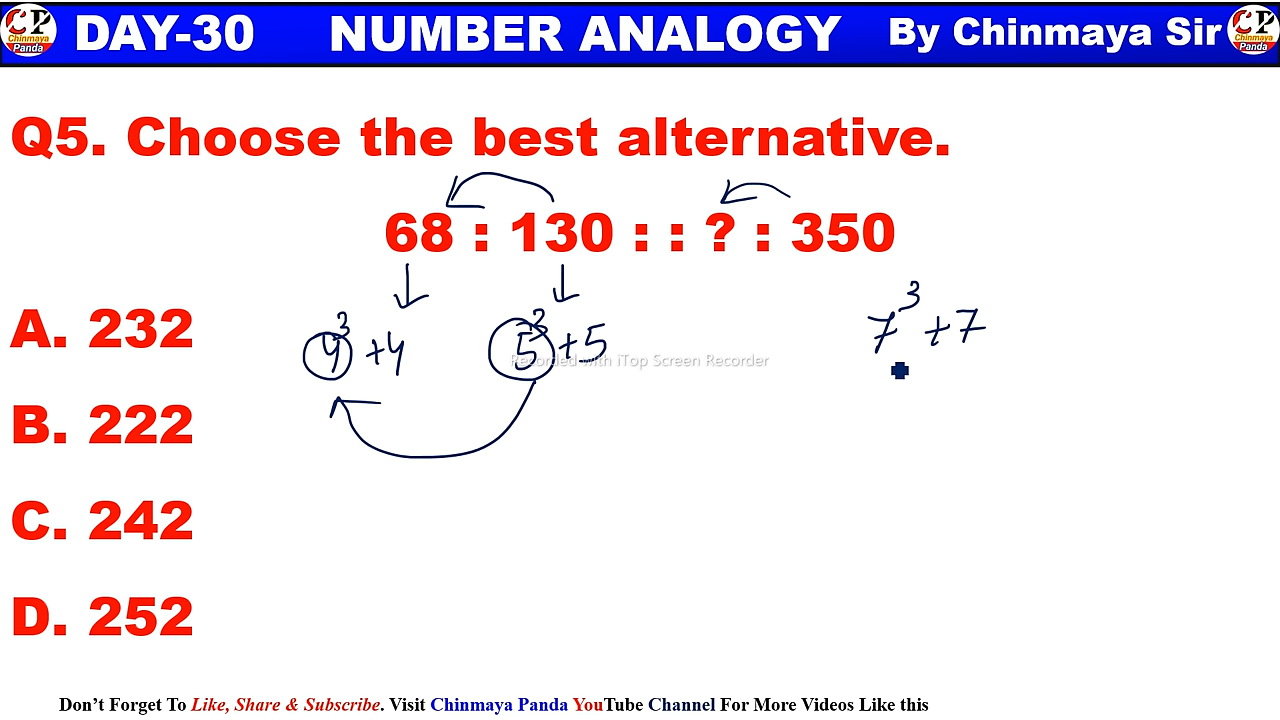 CP Chinmaya Panda DAY-30 NUMBER ANALOGY By Chinmaya Sir CP Chinmaya Panda
Q5. Choose the best alternative.
68 : 130 : : ? : 350
A. 232 4³ +4 5³ +5 7³ +7
Recorded with iTop Screen Recorder
B. 222
C. 242
D. 252
Don't Forget To Like, Share & Subscribe. Visit Chinmaya Panda YouTube Channel For More Videos Like this